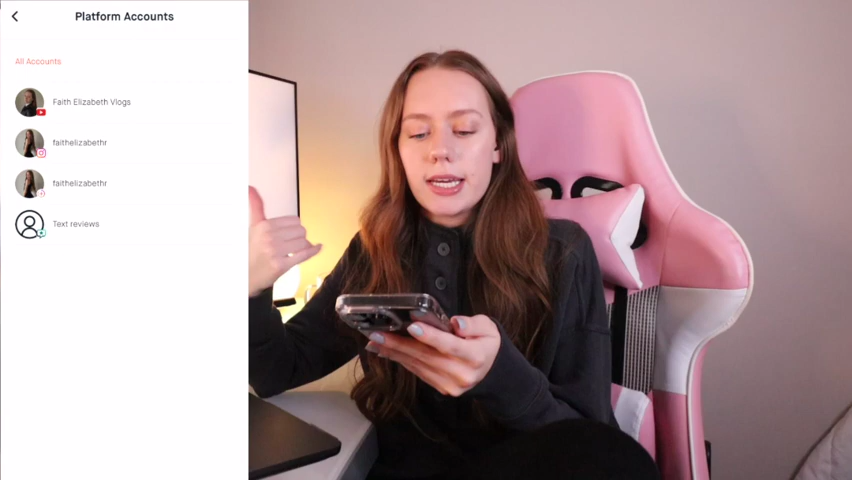 Platform Accounts
All Accounts
Faith Elizabeth Vlogs
faithelizabethr
faithelizabethr
Text reviews